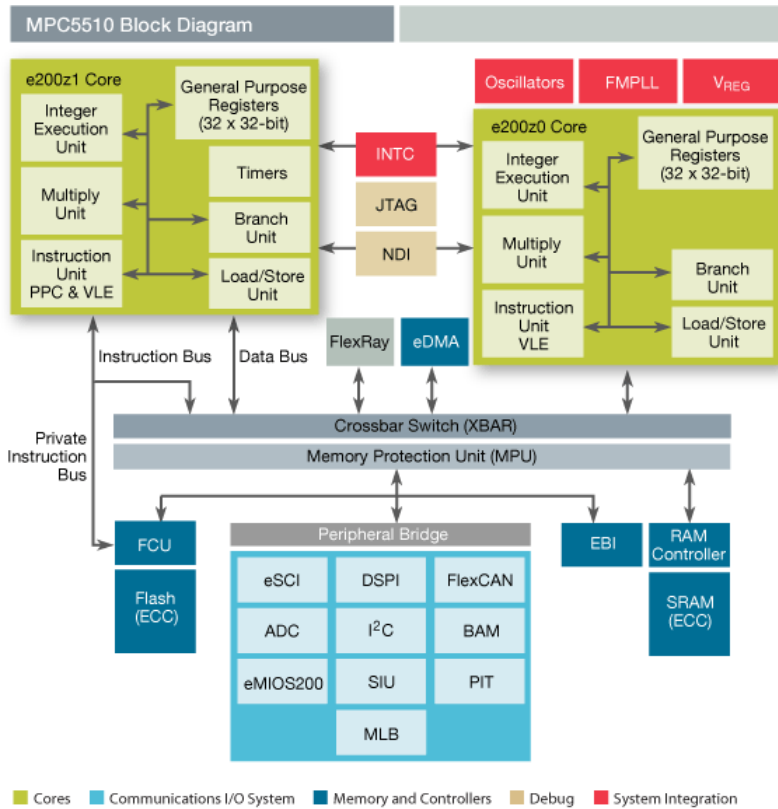 MPC5510 Block Diagram
e200z1 Core
Integer
Execution
Unit
Multiply
Unit
Instruction
Unit
PPC & VLE
General Purpose
Registers
(32 x 32-bit)
Timers
Branch
Unit
Load/Store
Unit
INTC
JTAG
NDI
Oscillators
FMPLL
VREG
e200z0 Core
Integer
Execution
Unit
Multiply
Unit
Instruction
Unit
VLE
General Purpose
Registers
(32 x 32-bit)
Branch
Unit
Load/Store
Unit
Instruction Bus
Data Bus
FlexRay
eDMA
Private
Instruction
Bus
Crossbar Switch (XBAR)
Memory Protection Unit (MPU)
FCU
Flash
(ECC)
Peripheral Bridge
eSCI
DSPI
FlexCAN
ADC
I²C
BAM
eMIOS200
SIU
PIT
MLB
EBI
RAM
Controller
SRAM
(ECC)
Cores
Communications I/O System
Memory and Controllers
Debug
System Integration